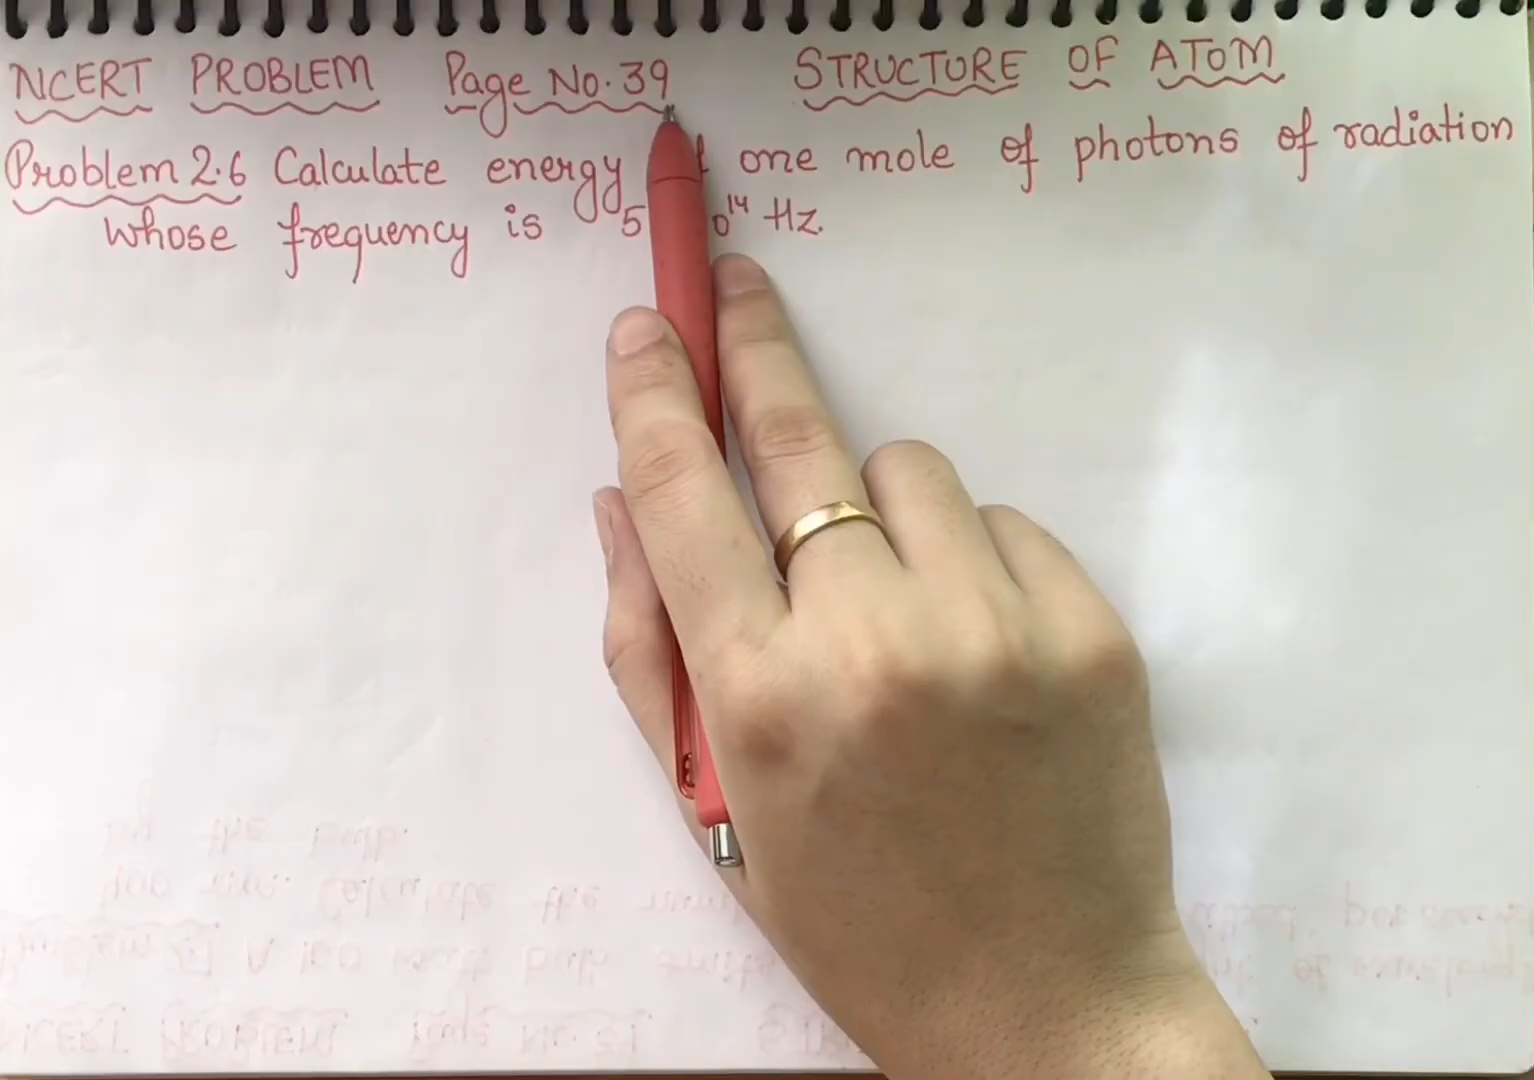 NCERT PROBLEM Page No. 39 STRUCTURE OF ATOM
Problem 2.6 Calculate energy one mole of photons of radiation
whose frequency is 5 0¹⁴ Hz.